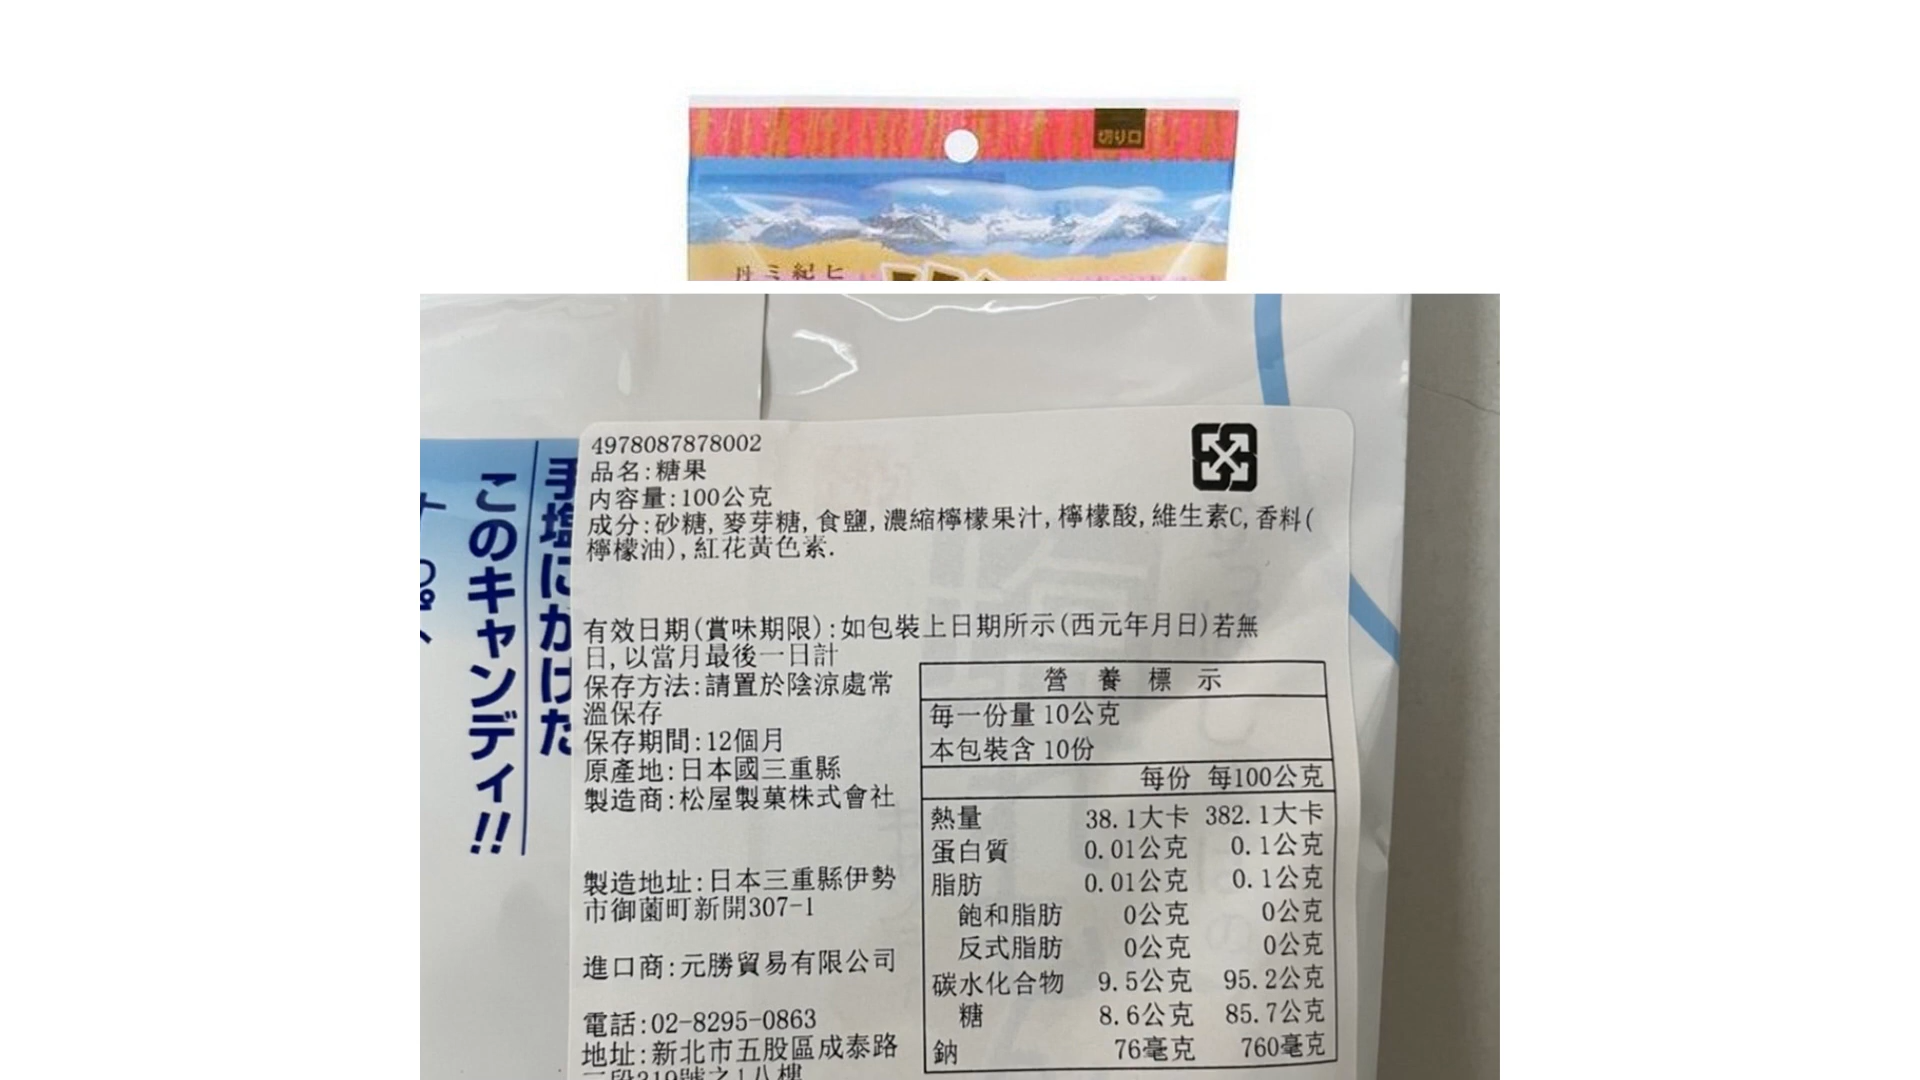 切り口
4978087878002
品名:糖果
內容量:100公克
成分:砂糖,麥芽糖,食鹽,濃縮檸檬果汁,檸檬酸,維生素C,香料(
檸檬油),紅花黃色素.
有效日期(賞味期限):如包裝上日期所示(西元年月日)若無
日,以當月最後一日計
保存方法:請置於陰涼處常
溫保存
保存期間:12個月
原產地:日本國三重縣
製造商:松屋製菓株式會社
製造地址:日本三重縣伊勢
市御薗町新開307-1
進口商:元勝貿易有限公司
電話:02-8295-0863
地址:新北市五股區成泰路
營養標示
每一份量 10公克
本包裝含 10份
每份 每100公克
熱量 38.1大卡 382.1大卡
蛋白質 0.01公克 0.1公克
脂肪 0.01公克 0.1公克
飽和脂肪 0公克 0公克
反式脂肪 0公克 0公克
碳水化合物 9.5公克 95.2公克
糖 8.6公克 85.7公克
鈉 76毫克 760毫克
手塩にかけた
このキャンディ!!